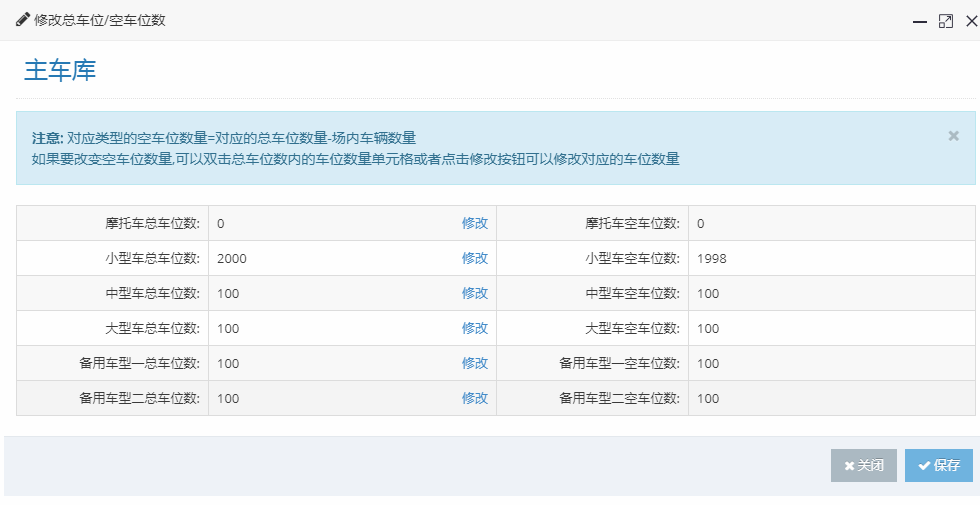 修改总车位/空车位数
主车库
注意: 对应类型的空车位数量=对应的总车位数量-场内车辆数量
如果要改变空车位数量,可以双击总车位数内的车位数量单元格或者点击修改按钮可以修改对应的车位数量
摩托车总车位数: 0 修改 摩托车空车位数: 0
小型车总车位数: 2000 修改 小型车空车位数: 1998
中型车总车位数: 100 修改 中型车空车位数: 100
大型车总车位数: 100 修改 大型车空车位数: 100
备用车型一总车位数: 100 修改 备用车型一空车位数: 100
备用车型二总车位数: 100 修改 备用车型二空车位数: 100
关闭 保存